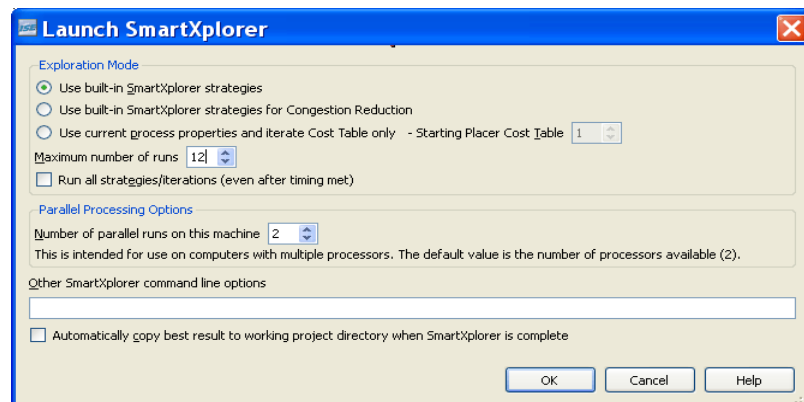 ISE Launch SmartXplorer
Exploration Mode
Use built-in SmartXplorer strategies
Use built-in SmartXplorer strategies for Congestion Reduction
Use current process properties and iterate Cost Table only - Starting Placer Cost Table 1
Maximum number of runs 12
Run all strategies/iterations (even after timing met)
Parallel Processing Options
Number of parallel runs on this machine 2
This is intended for use on computers with multiple processors. The default value is the number of processors available (2).
Other SmartXplorer command line options
Automatically copy best result to working project directory when SmartXplorer is complete
OK Cancel Help